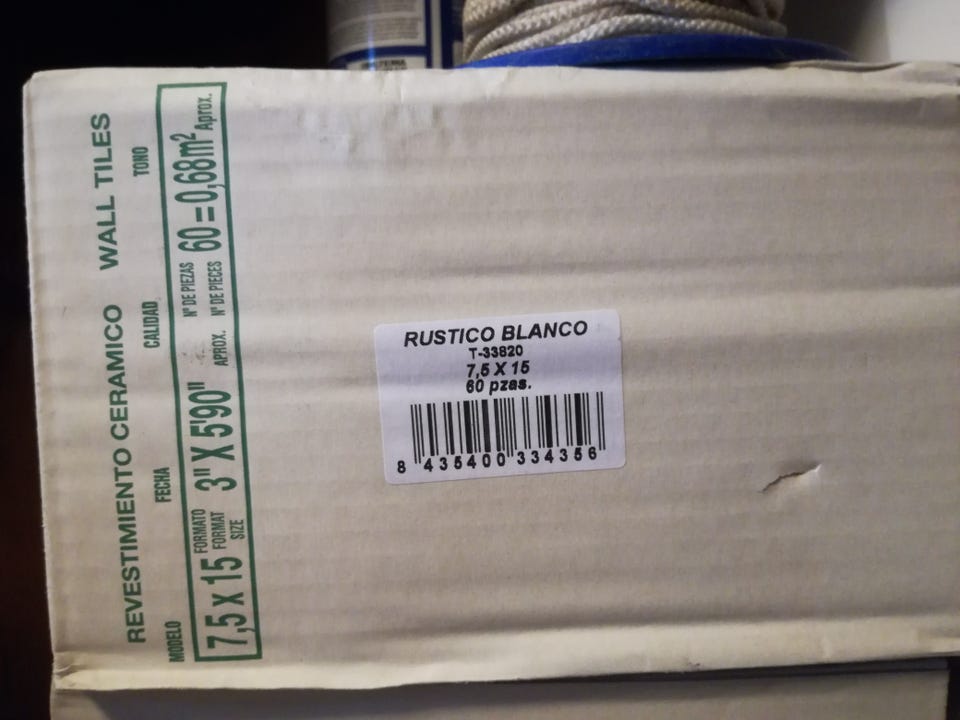 REVESTIMIENTO CERAMICO WALL TILES
MODELO FECHA CALIDAD TONO
7,5 x 15 FORMATO FORMAT SIZE 3" X 5'90" APROX. Nº DE PIEZAS Nº DE PIECES 60 = 0,68 m² Aprox.
RUSTICO BLANCO
T-33820
7,5 X 15
60 pzas.
8 435400 334356